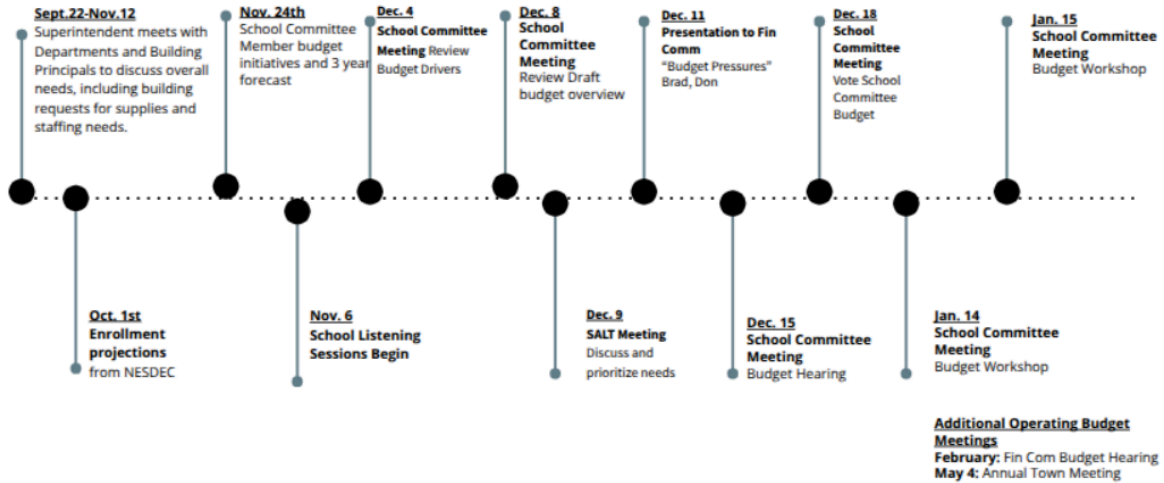 Sept.22-Nov.12
Superintendent meets with
Departments and Building
Principals to discuss overall
needs, including building
requests for supplies and
staffing needs.
Nov. 24th
School Committee
Member budget
initiatives and 3 year
forecast
Dec. 4
School Committee
Meeting Review
Budget Drivers
Dec. 8
School
Committee
Meeting
Review Draft
budget overview
Dec. 11
Presentation to Fin
Comm
“Budget Pressures”
Brad, Don
Dec. 18
School
Committee
Meeting
Vote School
Committee
Budget
Jan. 15
School Committee
Meeting
Budget Workshop
Oct. 1st
Enrollment
projections
from NESDEC
Nov. 6
School Listening
Sessions Begin
Dec. 9
SALT Meeting
Discuss and
prioritize needs
Dec. 15
School Committee
Meeting
Budget Hearing
Jan. 14
School Committee
Meeting
Budget Workshop
Additional Operating Budget
Meetings
February: Fin Com Budget Hearing
May 4: Annual Town Meeting